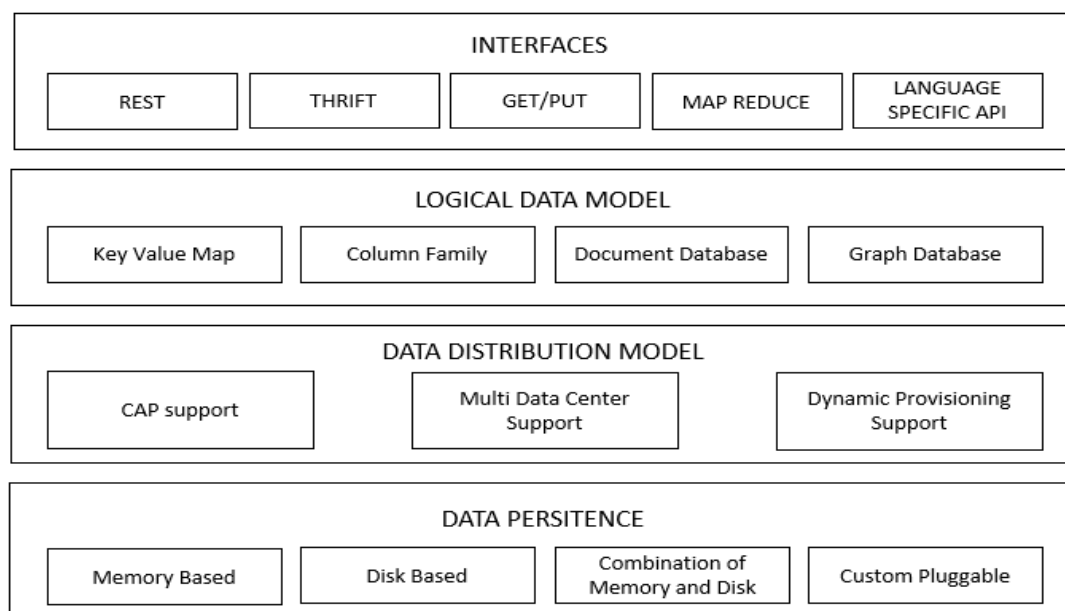 INTERFACES
REST
THRIFT
GET/PUT
MAP REDUCE
LANGUAGE
SPECIFIC API
LOGICAL DATA MODEL
Key Value Map
Column Family
Document Database
Graph Database
DATA DISTRIBUTION MODEL
CAP support
Multi Data Center
Support
Dynamic Provisioning
Support
DATA PERSITENCE
Memory Based
Disk Based
Combination of
Memory and Disk
Custom Pluggable